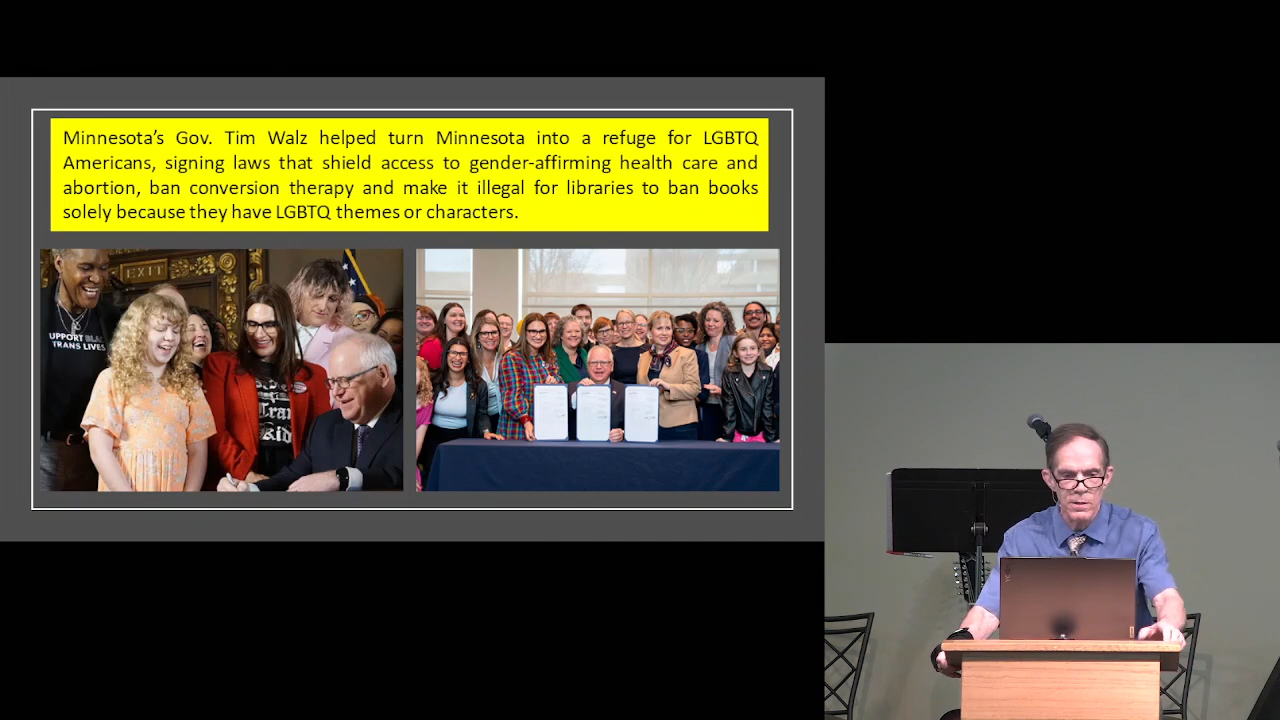 Minnesota’s Gov. Tim Walz helped turn Minnesota into a refuge for LGBTQ
Americans, signing laws that shield access to gender-affirming health care and
abortion, ban conversion therapy and make it illegal for libraries to ban books
solely because they have LGBTQ themes or characters.
EXIT
TRANS LIVES